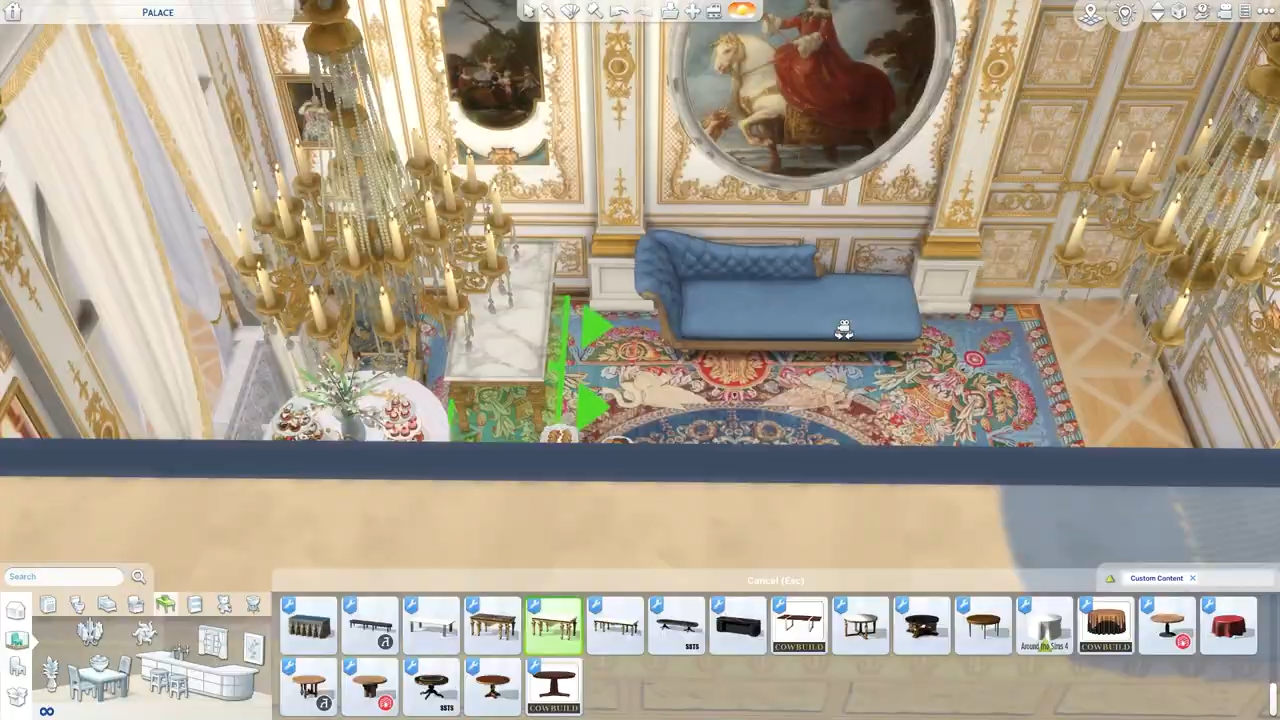 PALACE
Search
Cancel (Esc)
Custom Content
SSTS
COWBUILD
Around the Sims 4
COWBUILD
SSTS
COWBUILD